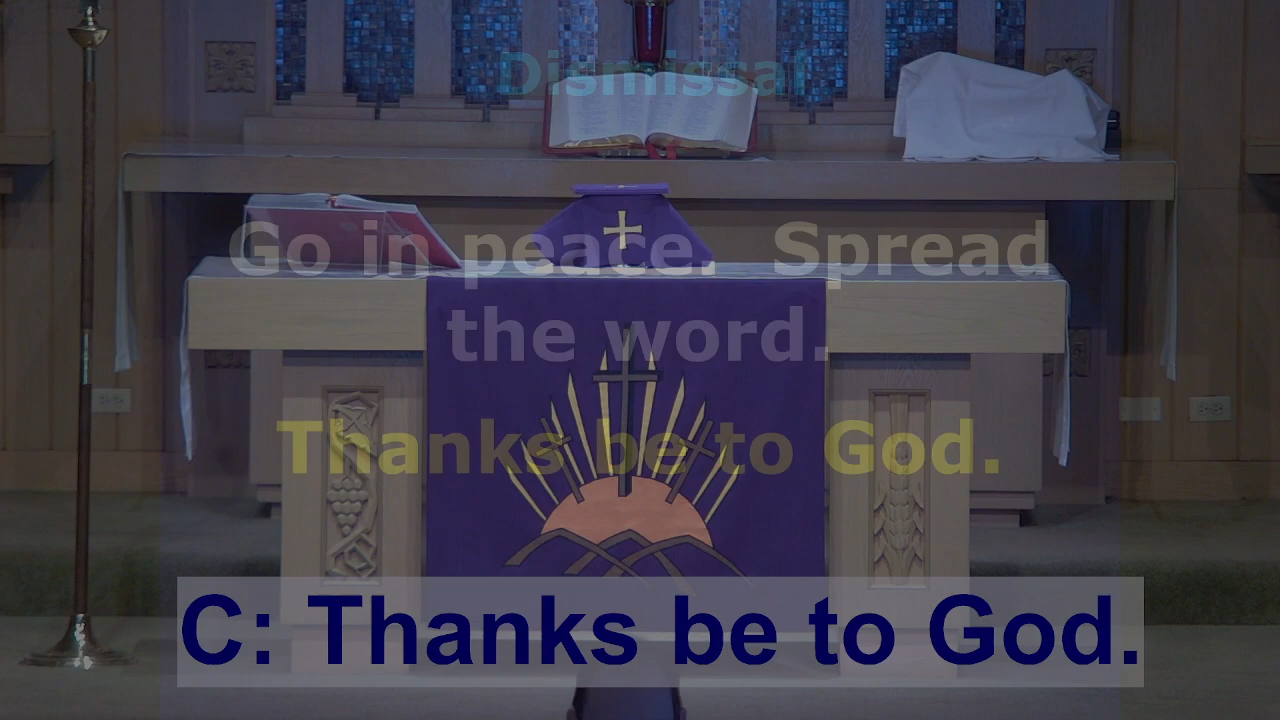 Dismissal
Go in peace. Spread
the word.
Thanks be to God.
C: Thanks be to God.